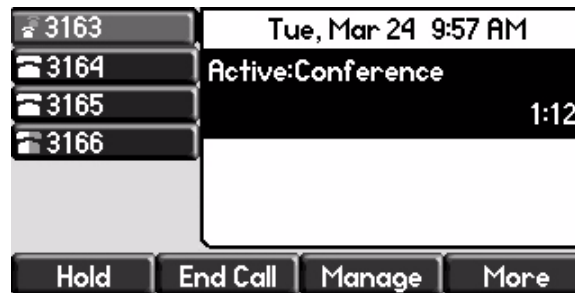 3163
Tue, Mar 24 9:57 AM
3164
Active:Conference
3165
1:12
3166
Hold
End Call
Manage
More